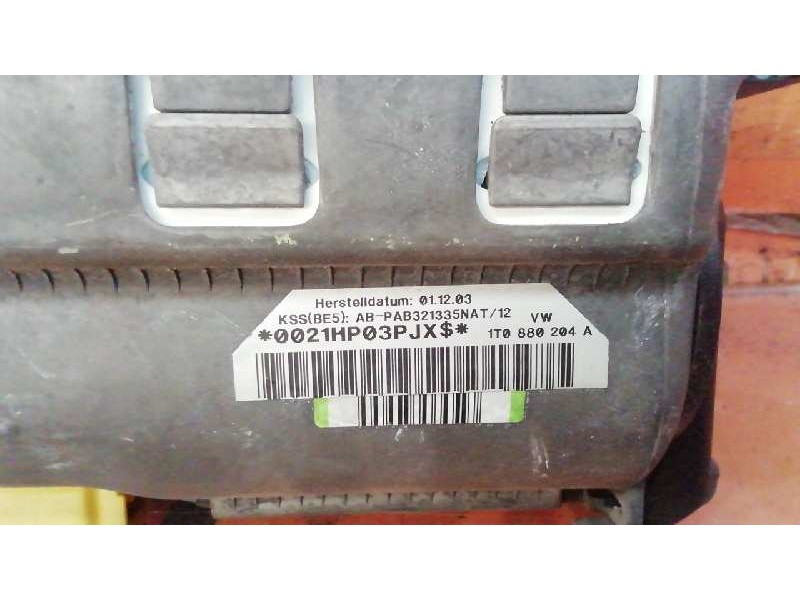 Herstelldatum: 01.12.03
KSS(BE5): AB-PAB321335NAT/12 VW
*0021HP03PJX$* 1T0 880 204 A